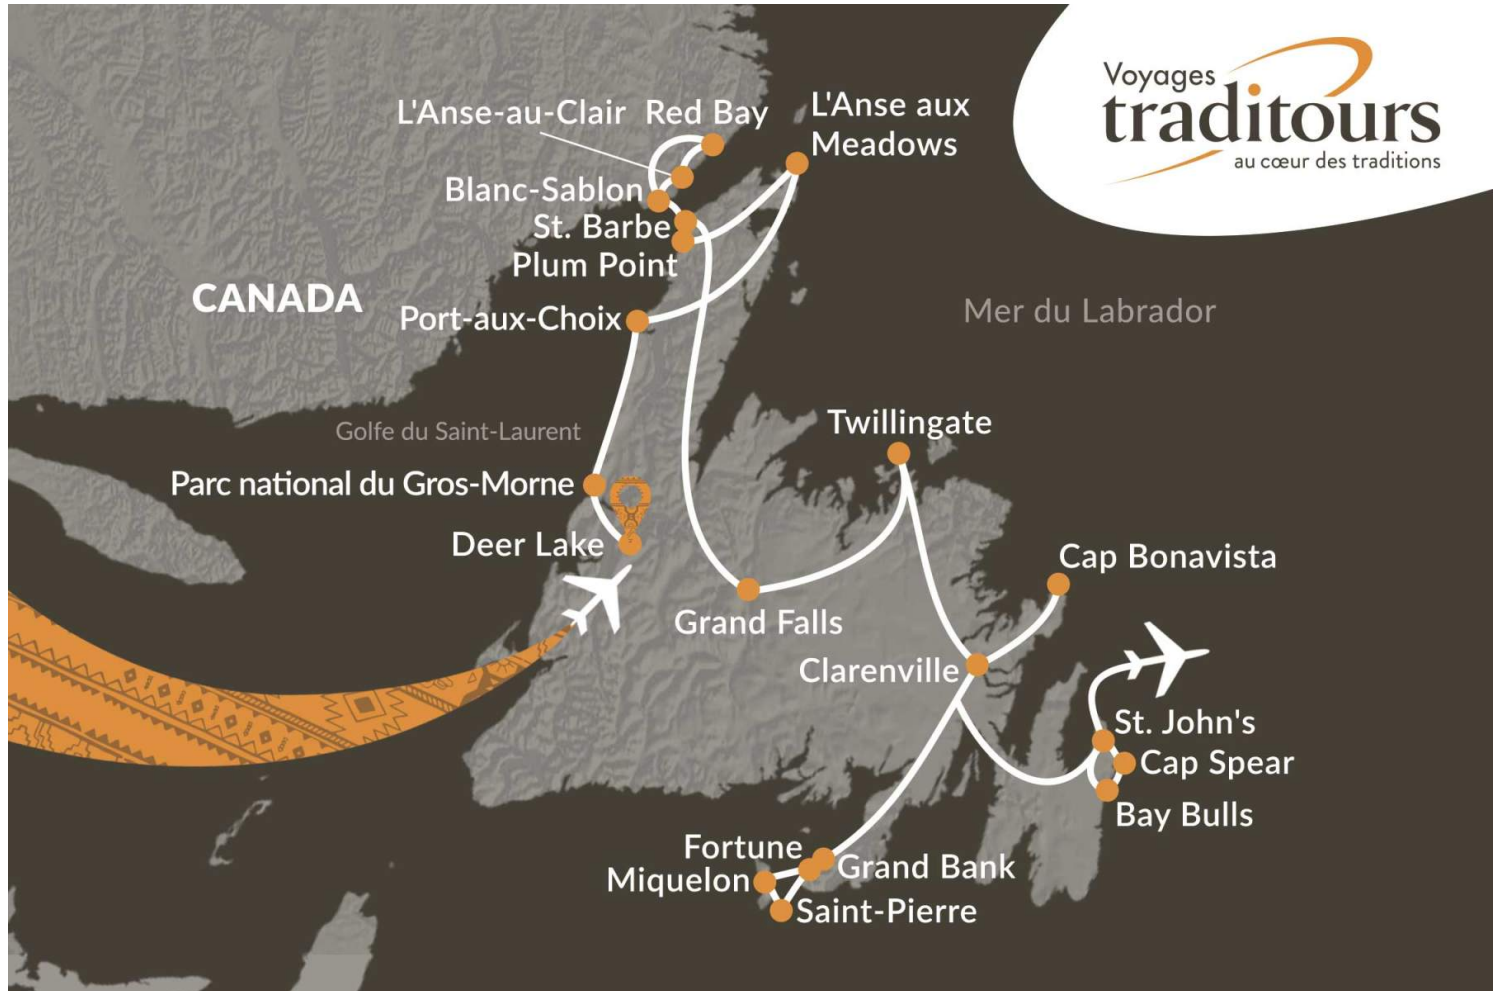 Voyages
traditours
au cœur des traditions
L'Anse-au-Clair
Red Bay
L'Anse aux
Meadows
Blanc-Sablon
St. Barbe
Plum Point
CANADA
Port-aux-Choix
Mer du Labrador
Golfe du Saint-Laurent
Twillingate
Parc national du Gros-Morne
Deer Lake
Cap Bonavista
Grand Falls
Clarenville
St. John's
Cap Spear
Bay Bulls
Fortune
Grand Bank
Miquelon
Saint-Pierre